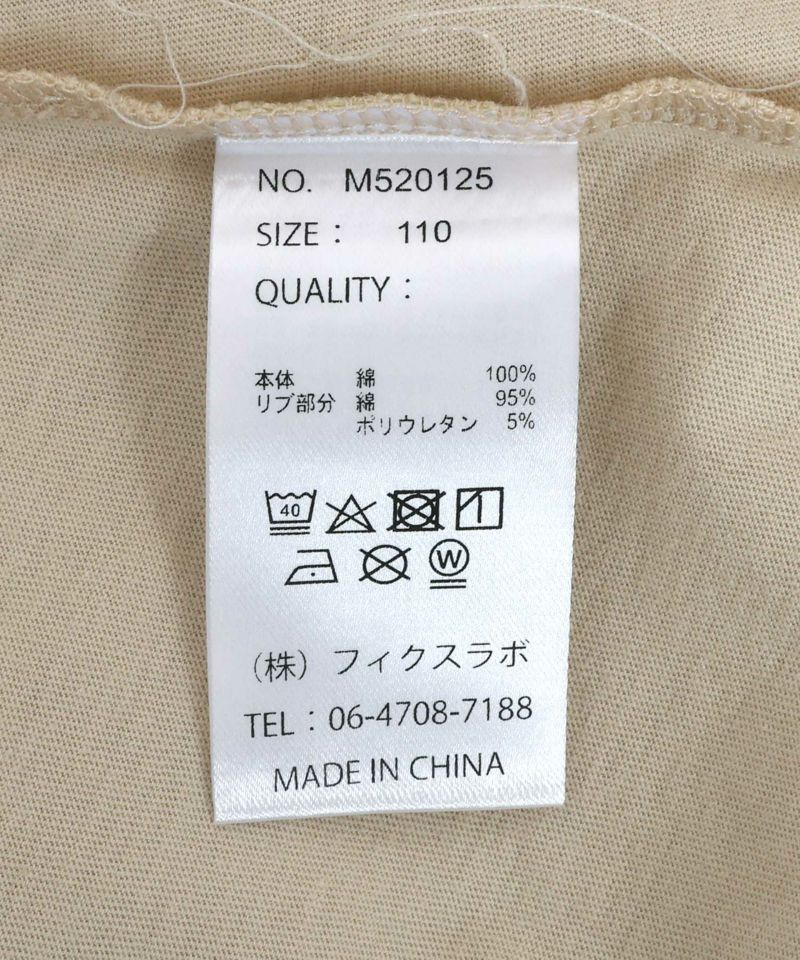 NO. M520125
SIZE : 110
QUALITY :
本体 綿 100%
リブ部分 綿 95%
ポリウレタン 5%
40
W
(株) フィクスラボ
TEL : 06-4708-7188
MADE IN CHINA